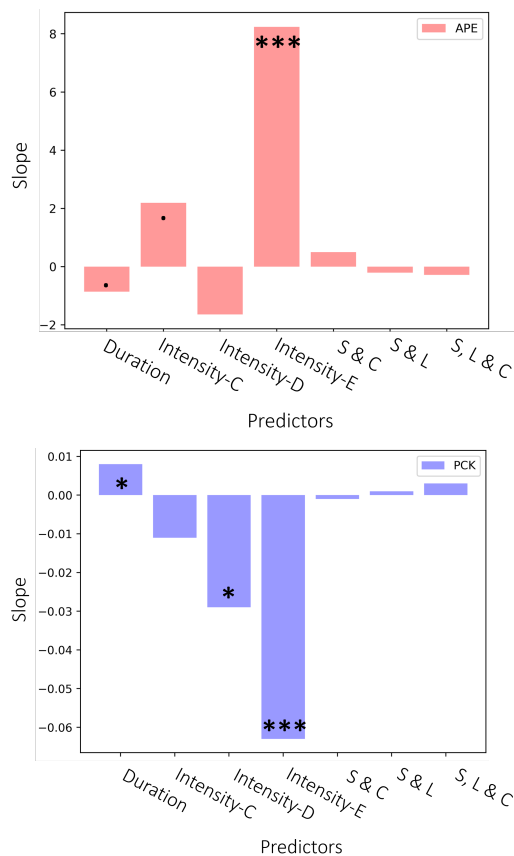 APE
8
6
4
2
0
−2
Slope
***
Duration
Intensity-C
Intensity-D
Intensity-E
S & C
S & L
S, L & C
Predictors
PCK
0.01
0.00
−0.01
−0.02
−0.03
−0.04
−0.05
−0.06
Slope
*
*
***
Duration
Intensity-C
Intensity-D
Intensity-E
S & C
S & L
S, L & C
Predictors